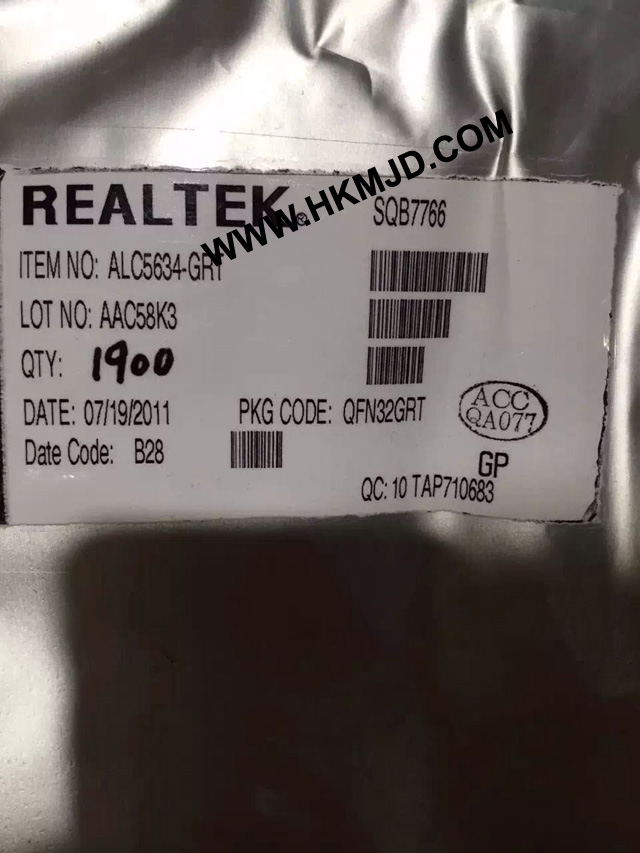 WWW.HKMJD.COM
REALTEK® SQB7766
ITEM NO: ALC5634-GRT
LOT NO: AAC58K3
QTY: 1900
DATE: 07/19/2011 PKG CODE: QFN32GRT
ACC
QA077
Date Code: B28
GP
QC: 10 TAP710683